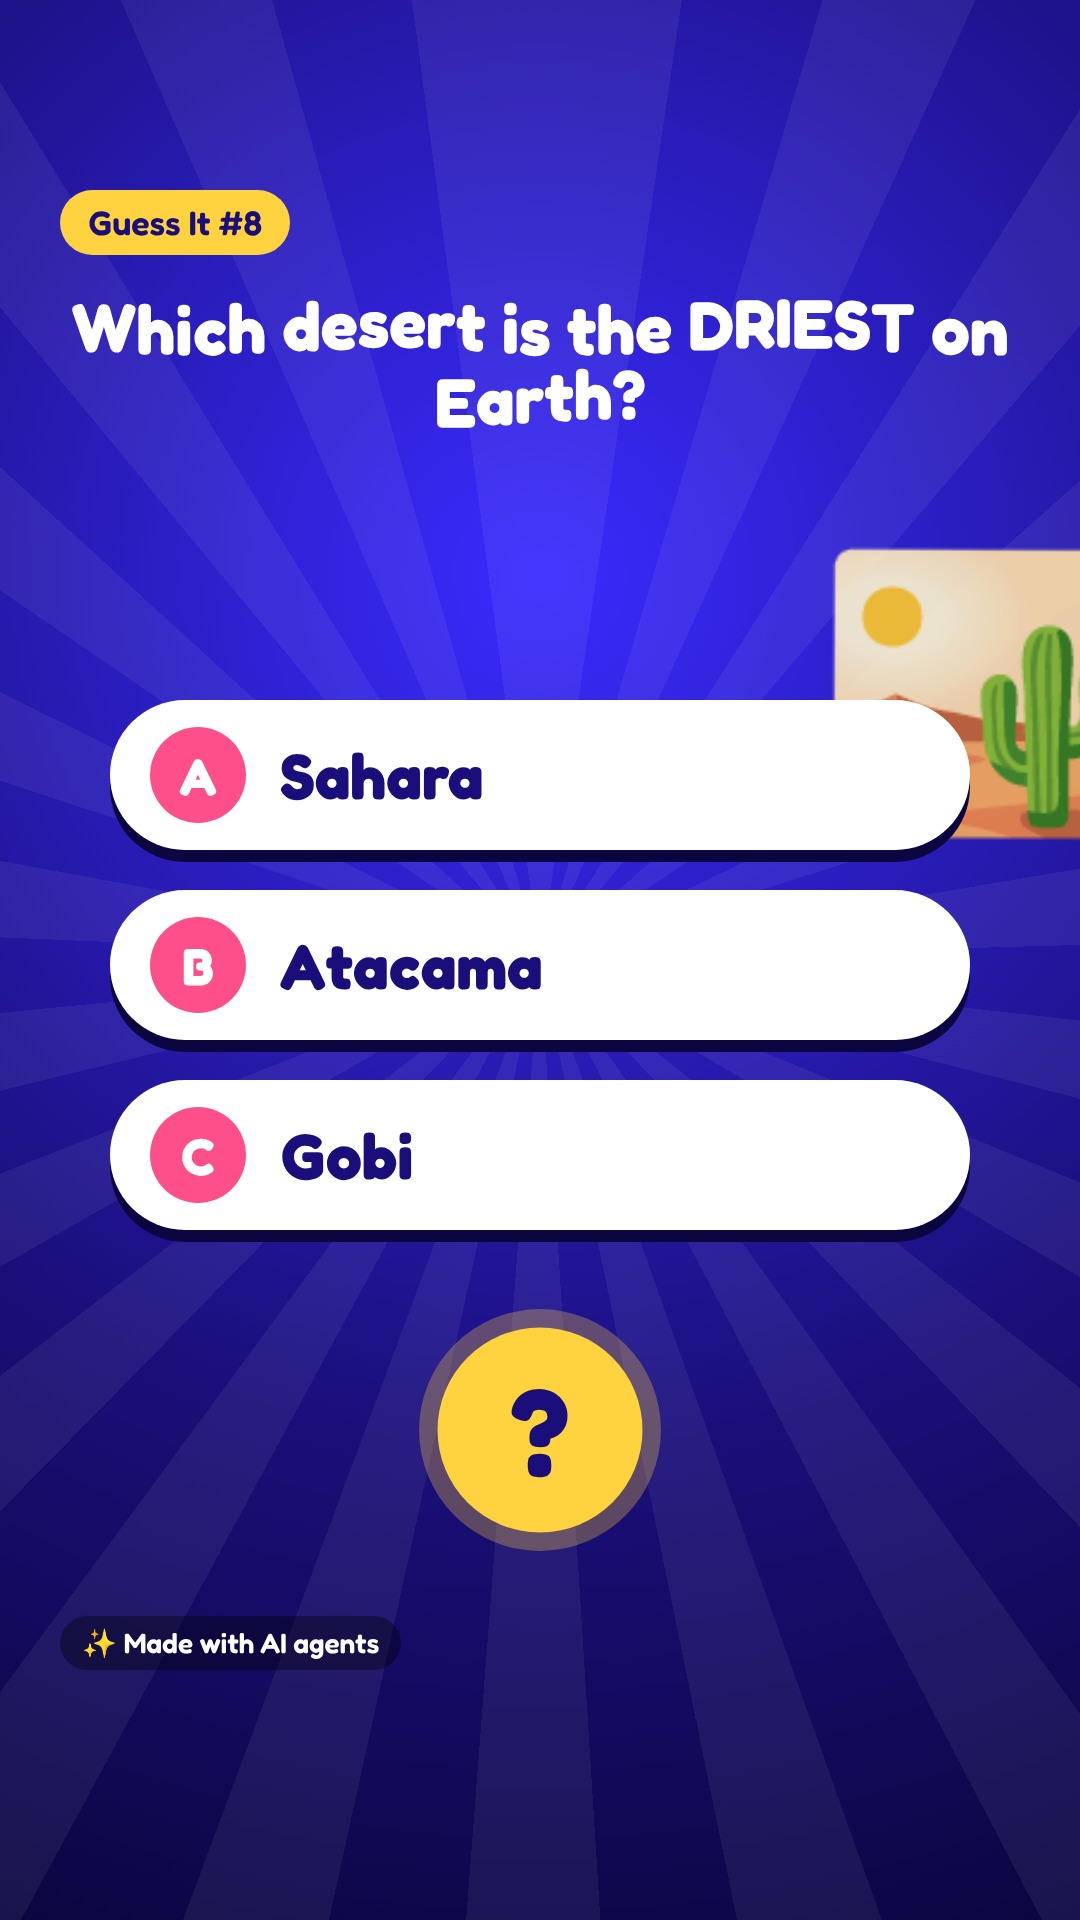 Guess It #8
Which desert is the DRIEST on
Earth?
A Sahara
B Atacama
C Gobi
?
✨ Made with AI agents